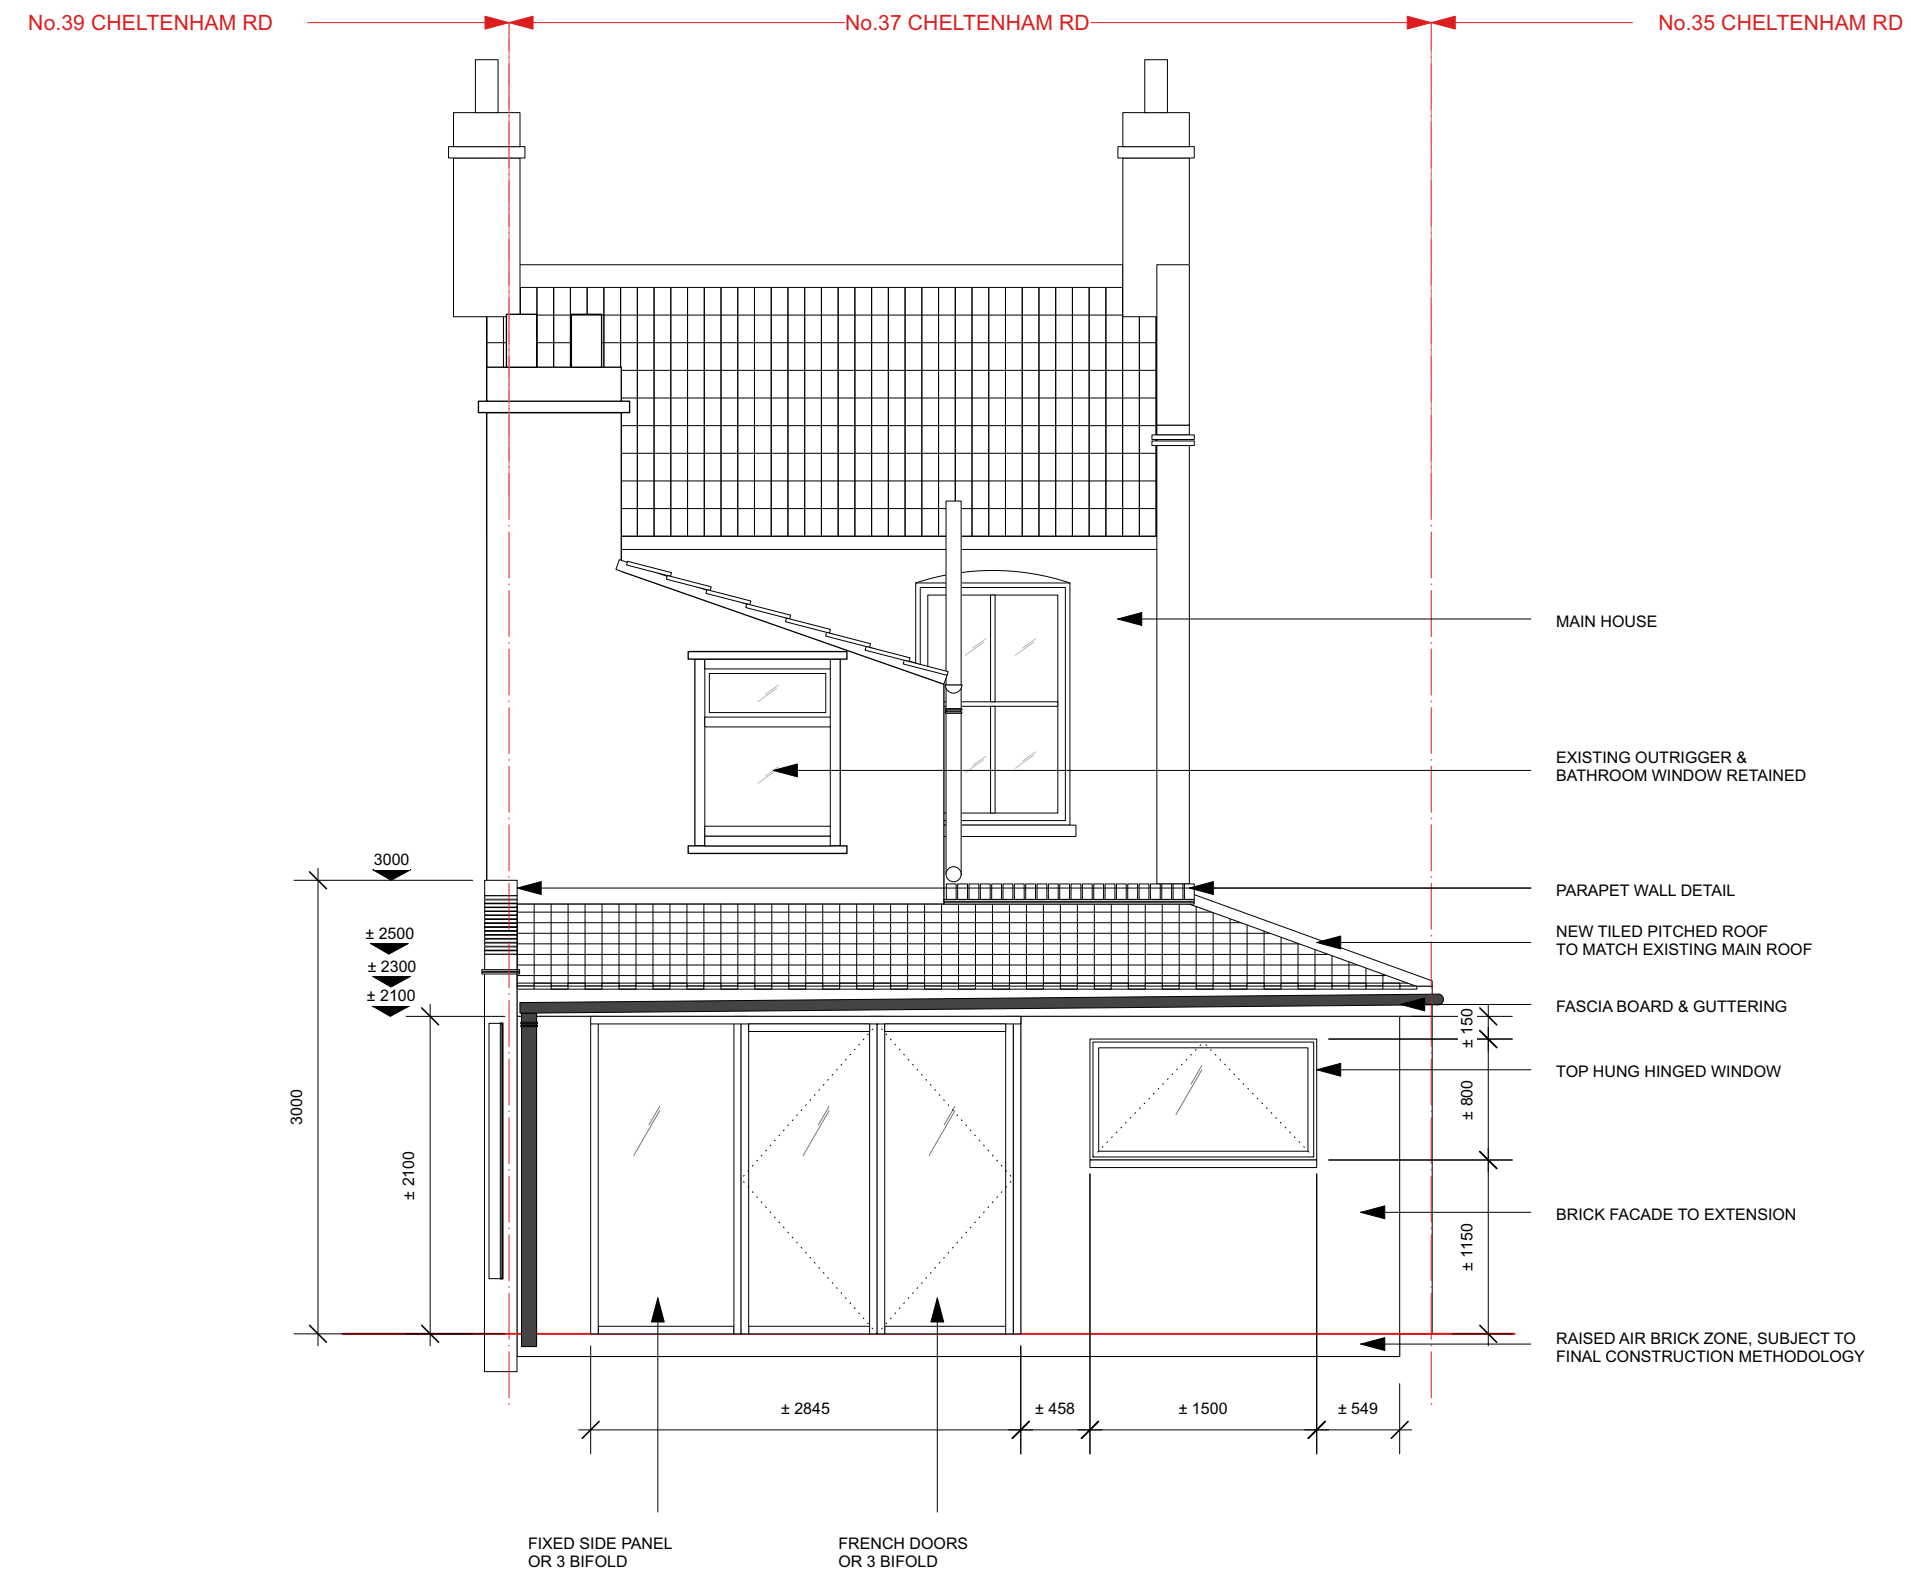 No.39 CHELTENHAM RD
No.37 CHELTENHAM RD
No.35 CHELTENHAM RD
MAIN HOUSE
EXISTING OUTRIGGER &
BATHROOM WINDOW RETAINED
3000
PARAPET WALL DETAIL
± 2500
NEW TILED PITCHED ROOF
TO MATCH EXISTING MAIN ROOF
± 2300
± 2100
FASCIA BOARD & GUTTERING
± 150
TOP HUNG HINGED WINDOW
± 800
3000
± 2100
BRICK FACADE TO EXTENSION
± 1150
RAISED AIR BRICK ZONE, SUBJECT TO
FINAL CONSTRUCTION METHODOLOGY
± 2845
± 458
± 1500
± 549
FIXED SIDE PANEL
OR 3 BIFOLD
FRENCH DOORS
OR 3 BIFOLD